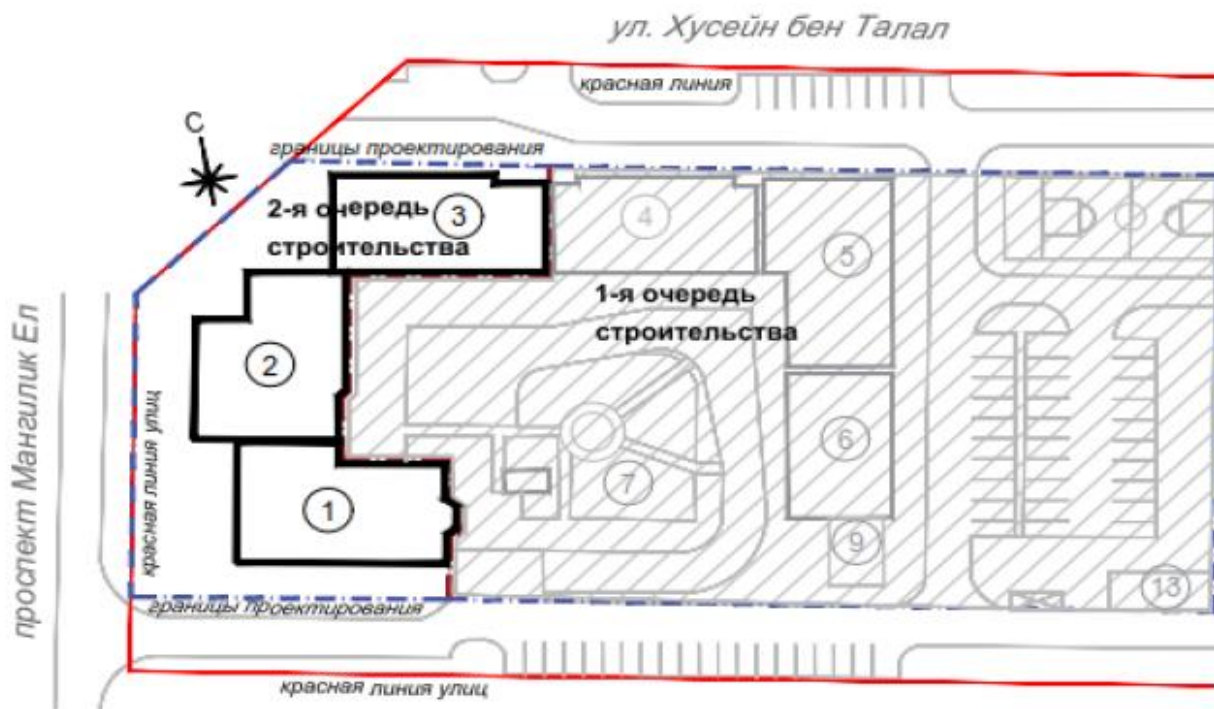 ул. Хусейн бен Талал
красная линия
С
границы проектирования
2-я очередь
строительства
3
4
5
1-я очередь
строительства
2
6
7
1
9
13
проспект Мангилик Ел
красная линия улиц
границы проектирования
красная линия улиц